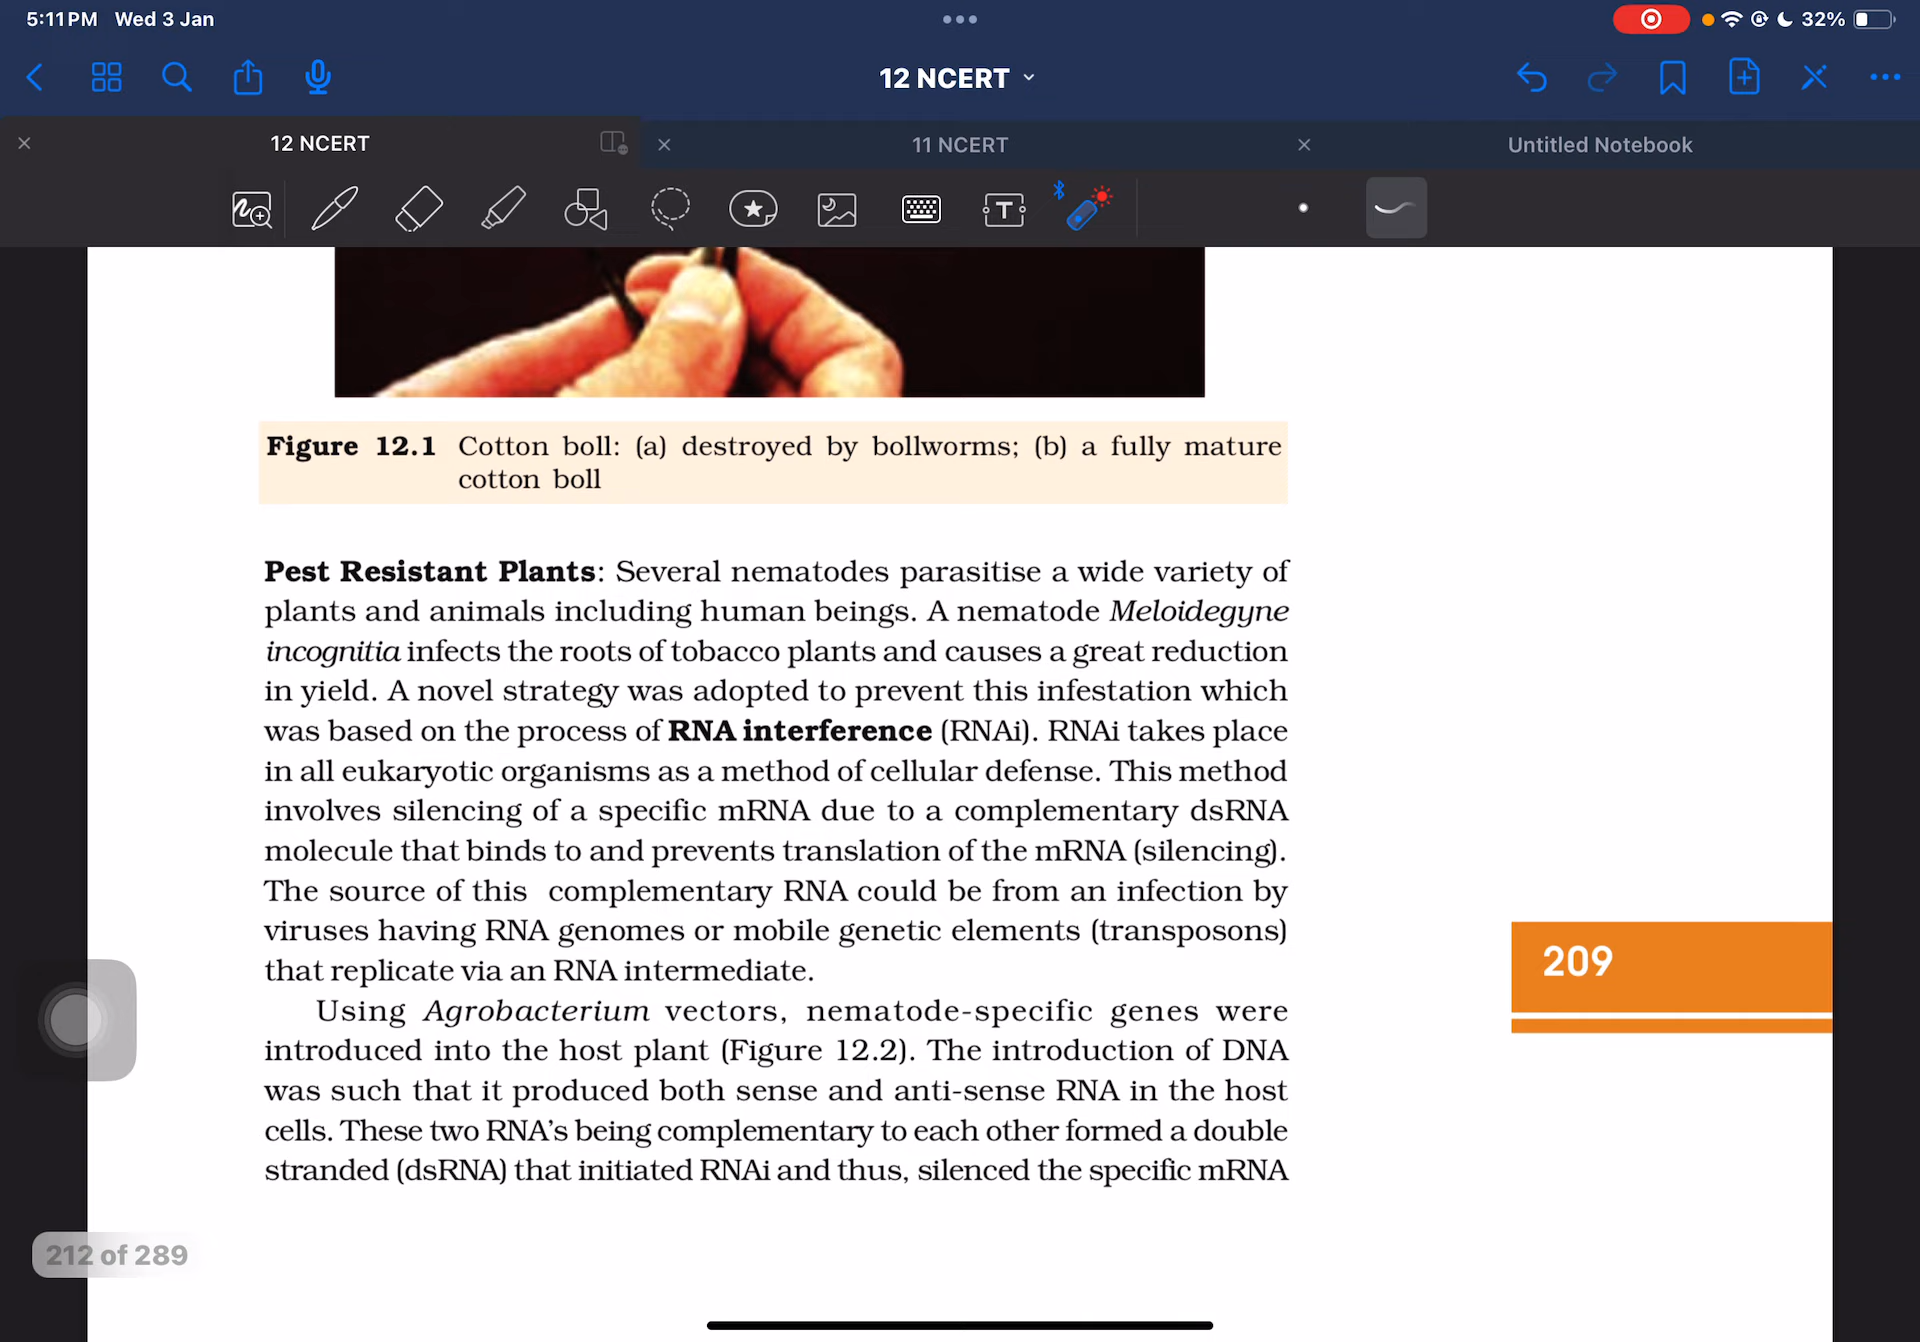 5:11PM Wed 3 Jan
32%
12 NCERT
12 NCERT
11 NCERT
Untitled Notebook
T
Figure 12.1 Cotton boll: (a) destroyed by bollworms; (b) a fully mature
cotton boll
Pest Resistant Plants: Several nematodes parasitise a wide variety of
plants and animals including human beings. A nematode Meloidegyne
incognitia infects the roots of tobacco plants and causes a great reduction
in yield. A novel strategy was adopted to prevent this infestation which
was based on the process of RNA interference (RNAi). RNAi takes place
in all eukaryotic organisms as a method of cellular defense. This method
involves silencing of a specific mRNA due to a complementary dsRNA
molecule that binds to and prevents translation of the mRNA (silencing).
The source of this complementary RNA could be from an infection by
viruses having RNA genomes or mobile genetic elements (transposons)
that replicate via an RNA intermediate.
209
Using Agrobacterium vectors, nematode-specific genes were
introduced into the host plant (Figure 12.2). The introduction of DNA
was such that it produced both sense and anti-sense RNA in the host
cells. These two RNA's being complementary to each other formed a double
stranded (dsRNA) that initiated RNAi and thus, silenced the specific mRNA
212 of 289